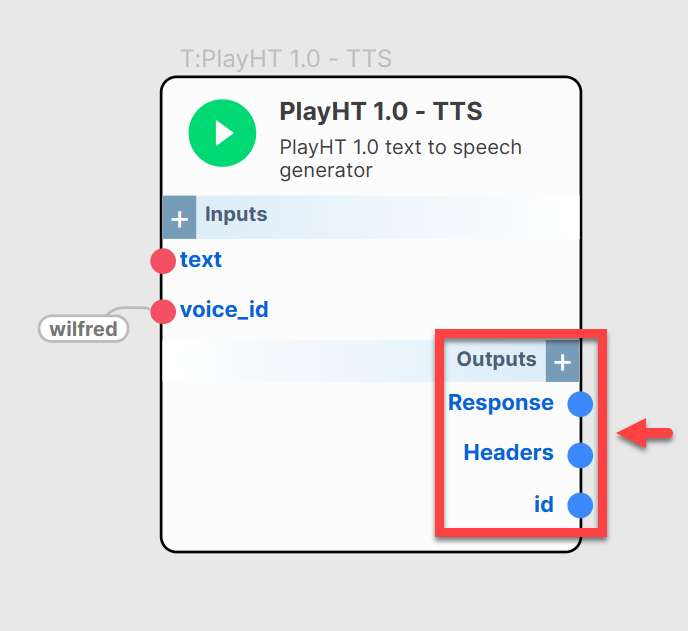 T:PlayHT 1.0 - TTS
PlayHT 1.0 - TTS
PlayHT 1.0 text to speech
generator
+ Inputs
text
voice_id
wilfred
Outputs +
Response
Headers
id